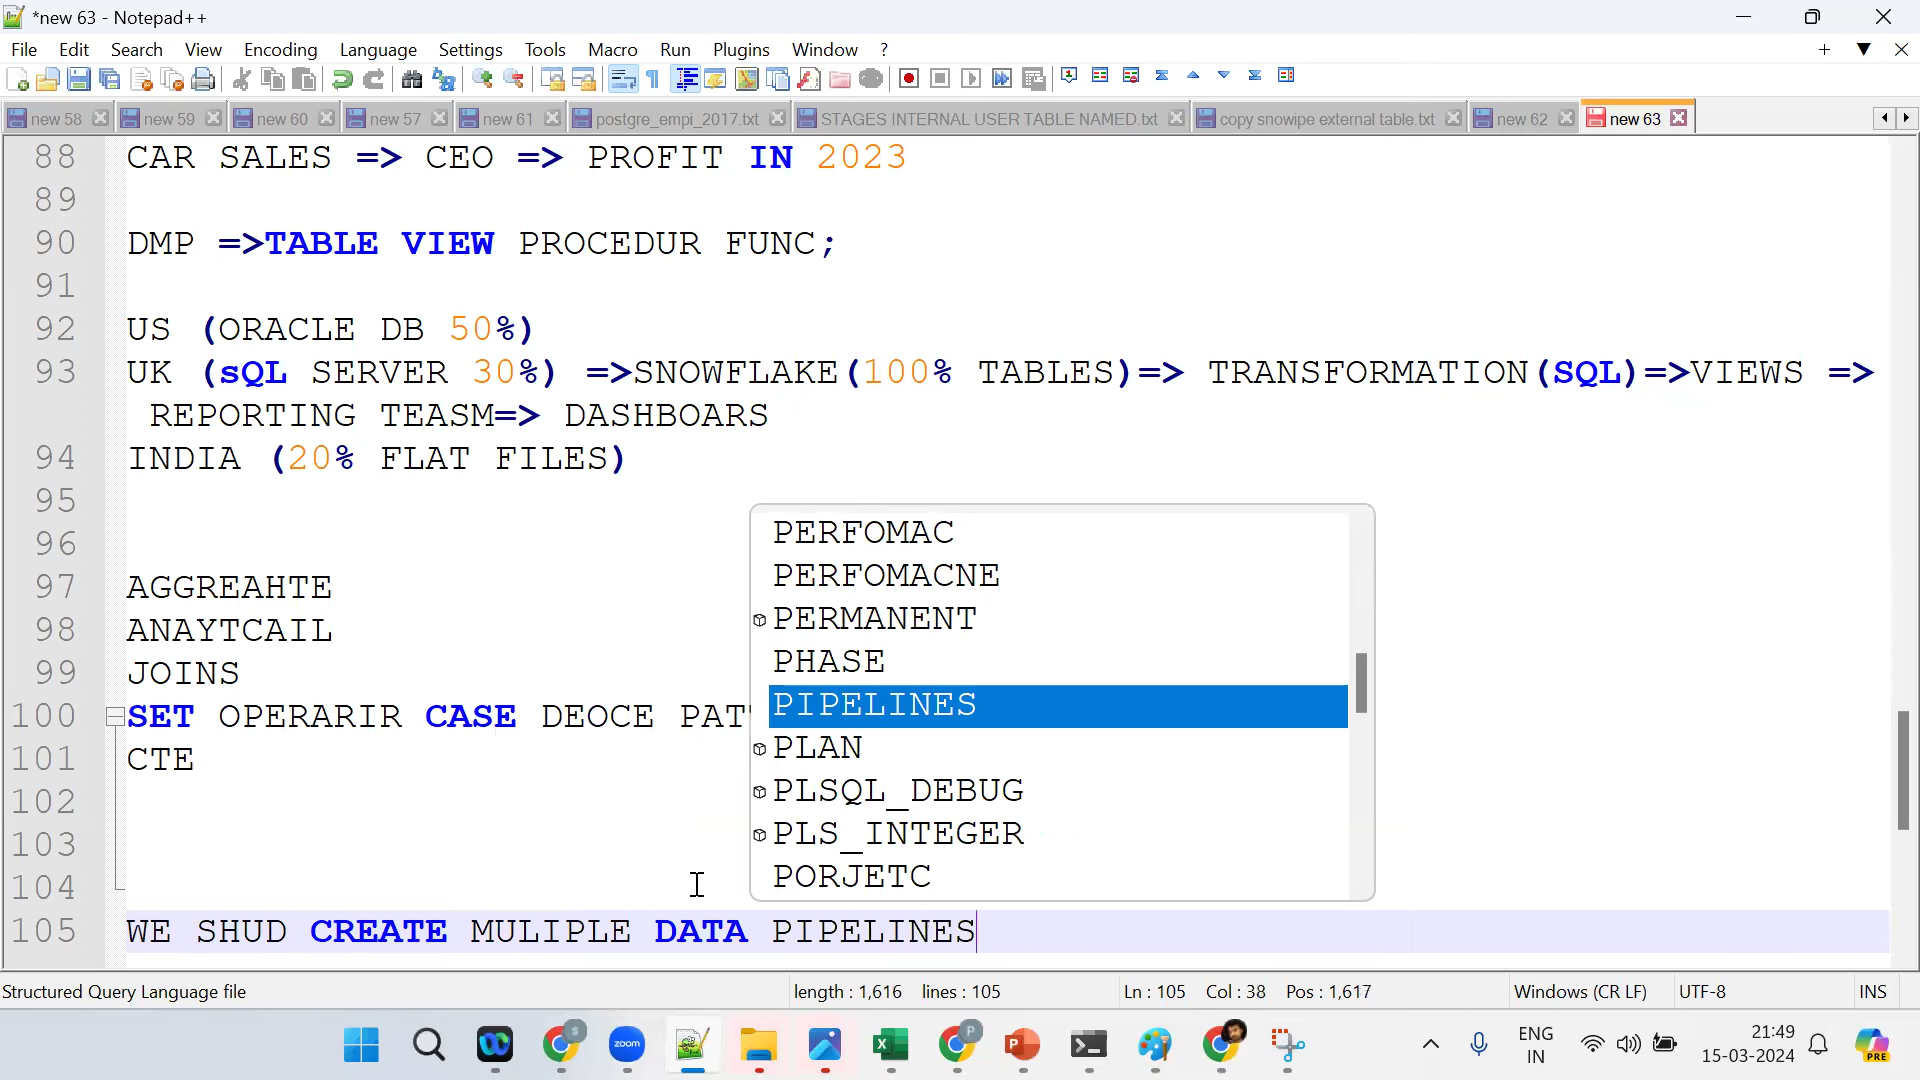 *new 63 - Notepad++
File Edit Search View Encoding Language Settings Tools Macro Run Plugins Window ?
new 58 new 59 new 60 new 57 new 61 postgre_empi_2017.txt STAGES INTERNAL USER TABLE NAMED.txt copy snowipe external table.txt new 62 new 63
88 CAR SALES => CEO => PROFIT IN 2023
89
90 DMP =>TABLE VIEW PROCEDUR FUNC;
91
92 US (ORACLE DB 50%)
93 UK (sQL SERVER 30%) =>SNOWFLAKE(100% TABLES)=> TRANSFORMATION(SQL)=>VIEWS =>
REPORTING TEASM=> DASHBOARS
94 INDIA (20% FLAT FILES)
95
96
97 AGGREAHTE
98 ANAYTCAIL
99 JOINS
100 SET OPERARIR CASE DEOCE
101 CTE
102
103
104
105 WE SHUD CREATE MULIPLE DATA PIPELINES
PERFOMAC
PERFOMACNE
PERMANENT
PHASE
PIPELINES
PLAN
PLSQL_DEBUG
PLS_INTEGER
PORJETC
Structured Query Language file length : 1,616 lines : 105 Ln : 105 Col : 38 Pos : 1,617 Windows (CR LF) UTF-8 INS
zoom
ENG
IN
21:49
15-03-2024
PRE